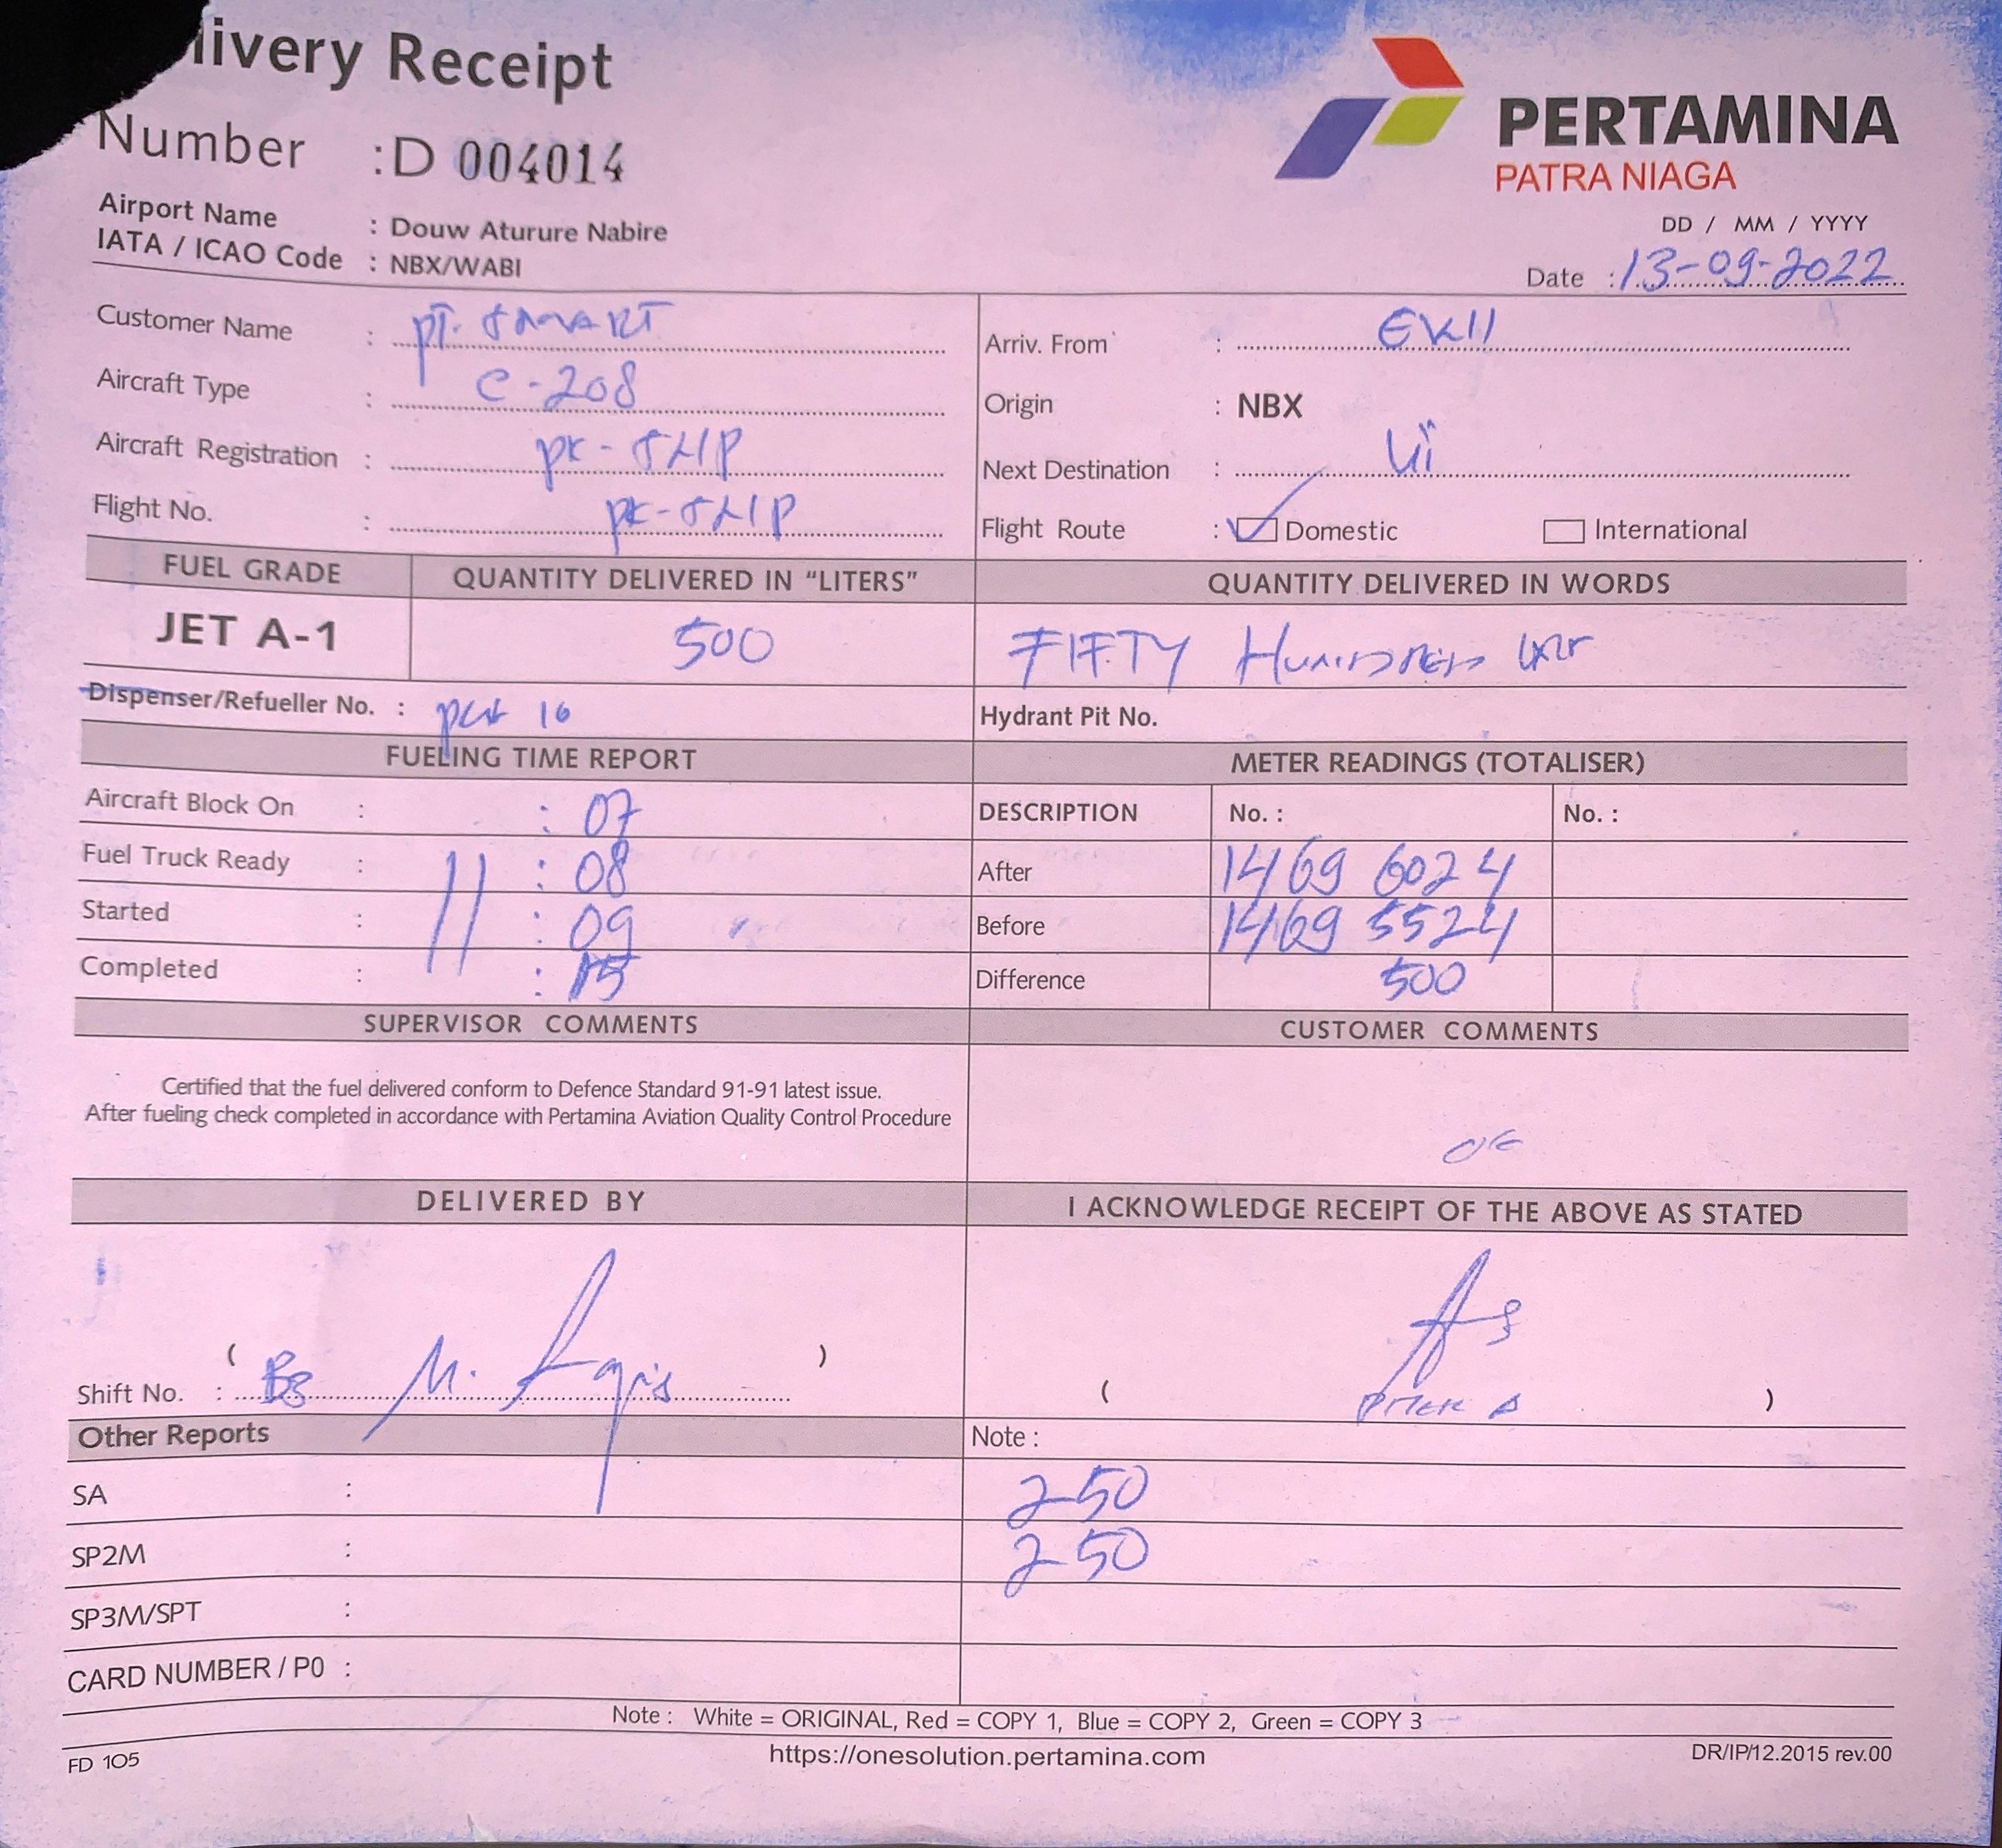 livery Receipt
Number : D 004014
Airport Name : Douw Aturure Nabire
IATA / ICAO Code : NBX/WABI
PERTAMINA
PATRA NIAGA
DD / MM / YYYY
Date : 13-09-2022
Customer Name : PT. SMART
Aircraft Type : C-208
Aircraft Registration :
Flight No. :
Arriv. From :
Origin : NBX
Next Destination :
Flight Route : Domestic International
FUEL GRADE QUANTITY DELIVERED IN “LITERS” QUANTITY DELIVERED IN WORDS
JET A-1 500 FIFTY
Dispenser/Refueller No. : 16 Hydrant Pit No.
FUELING TIME REPORT METER READINGS (TOTALISER)
Aircraft Block On : : 07
Fuel Truck Ready : 11 : 08
Started : : 09
Completed : : 15
DESCRIPTION No. : No. :
After 1469 6024
Before 1469 5524
Difference 500
SUPERVISOR COMMENTS CUSTOMER COMMENTS
Certified that the fuel delivered conform to Defence Standard 91-91 latest issue.
After fueling check completed in accordance with Pertamina Aviation Quality Control Procedure
DELIVERED BY I ACKNOWLEDGE RECEIPT OF THE ABOVE AS STATED
( )
Shift No. : M.
( )
Other Reports Note :
SA : 250
SP2M : 250
SP3M/SPT :
CARD NUMBER / PO :
Note : White = ORIGINAL, Red = COPY 1, Blue = COPY 2, Green = COPY 3
FD 105 https://onesolution.pertamina.com DR/IP/12.2015 rev.00